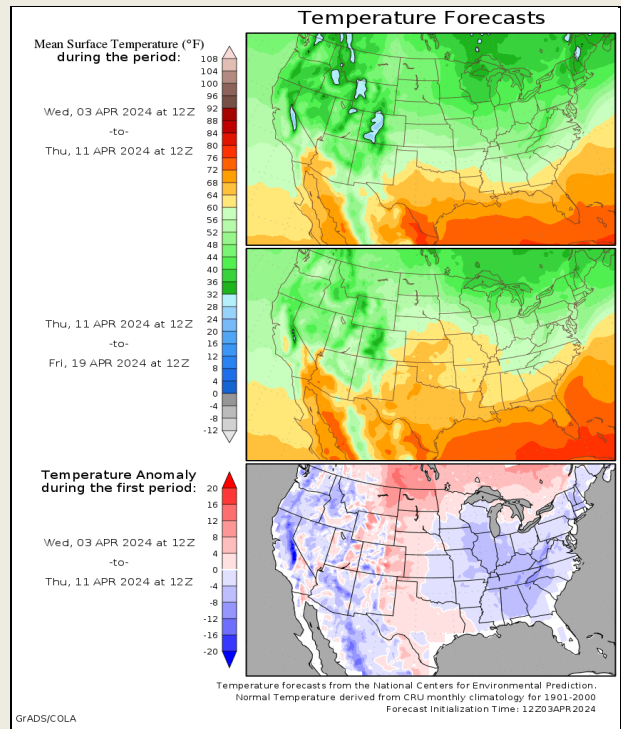 Temperature Forecasts
Mean Surface Temperature (°F)
during the period:
108
104
100
96
92
88
84
80
76
72
68
64
60
56
52
48
44
40
36
32
28
24
20
16
12
8
4
0
-4
-8
-12
Wed, 03 APR 2024 at 12Z
-to-
Thu, 11 APR 2024 at 12Z
Thu, 11 APR 2024 at 12Z
-to-
Fri, 19 APR 2024 at 12Z
Temperature Anomaly
during the first period:
20
16
12
8
4
0
-4
-8
-12
-16
-20
Wed, 03 APR 2024 at 12Z
-to-
Thu, 11 APR 2024 at 12Z
Temperature forecasts from the National Centers for Environmental Prediction.
Normal Temperature derived from CRU monthly climatology for 1901-2000
Forecast Initialization Time: 12Z03APR2024
GrADS/COLA